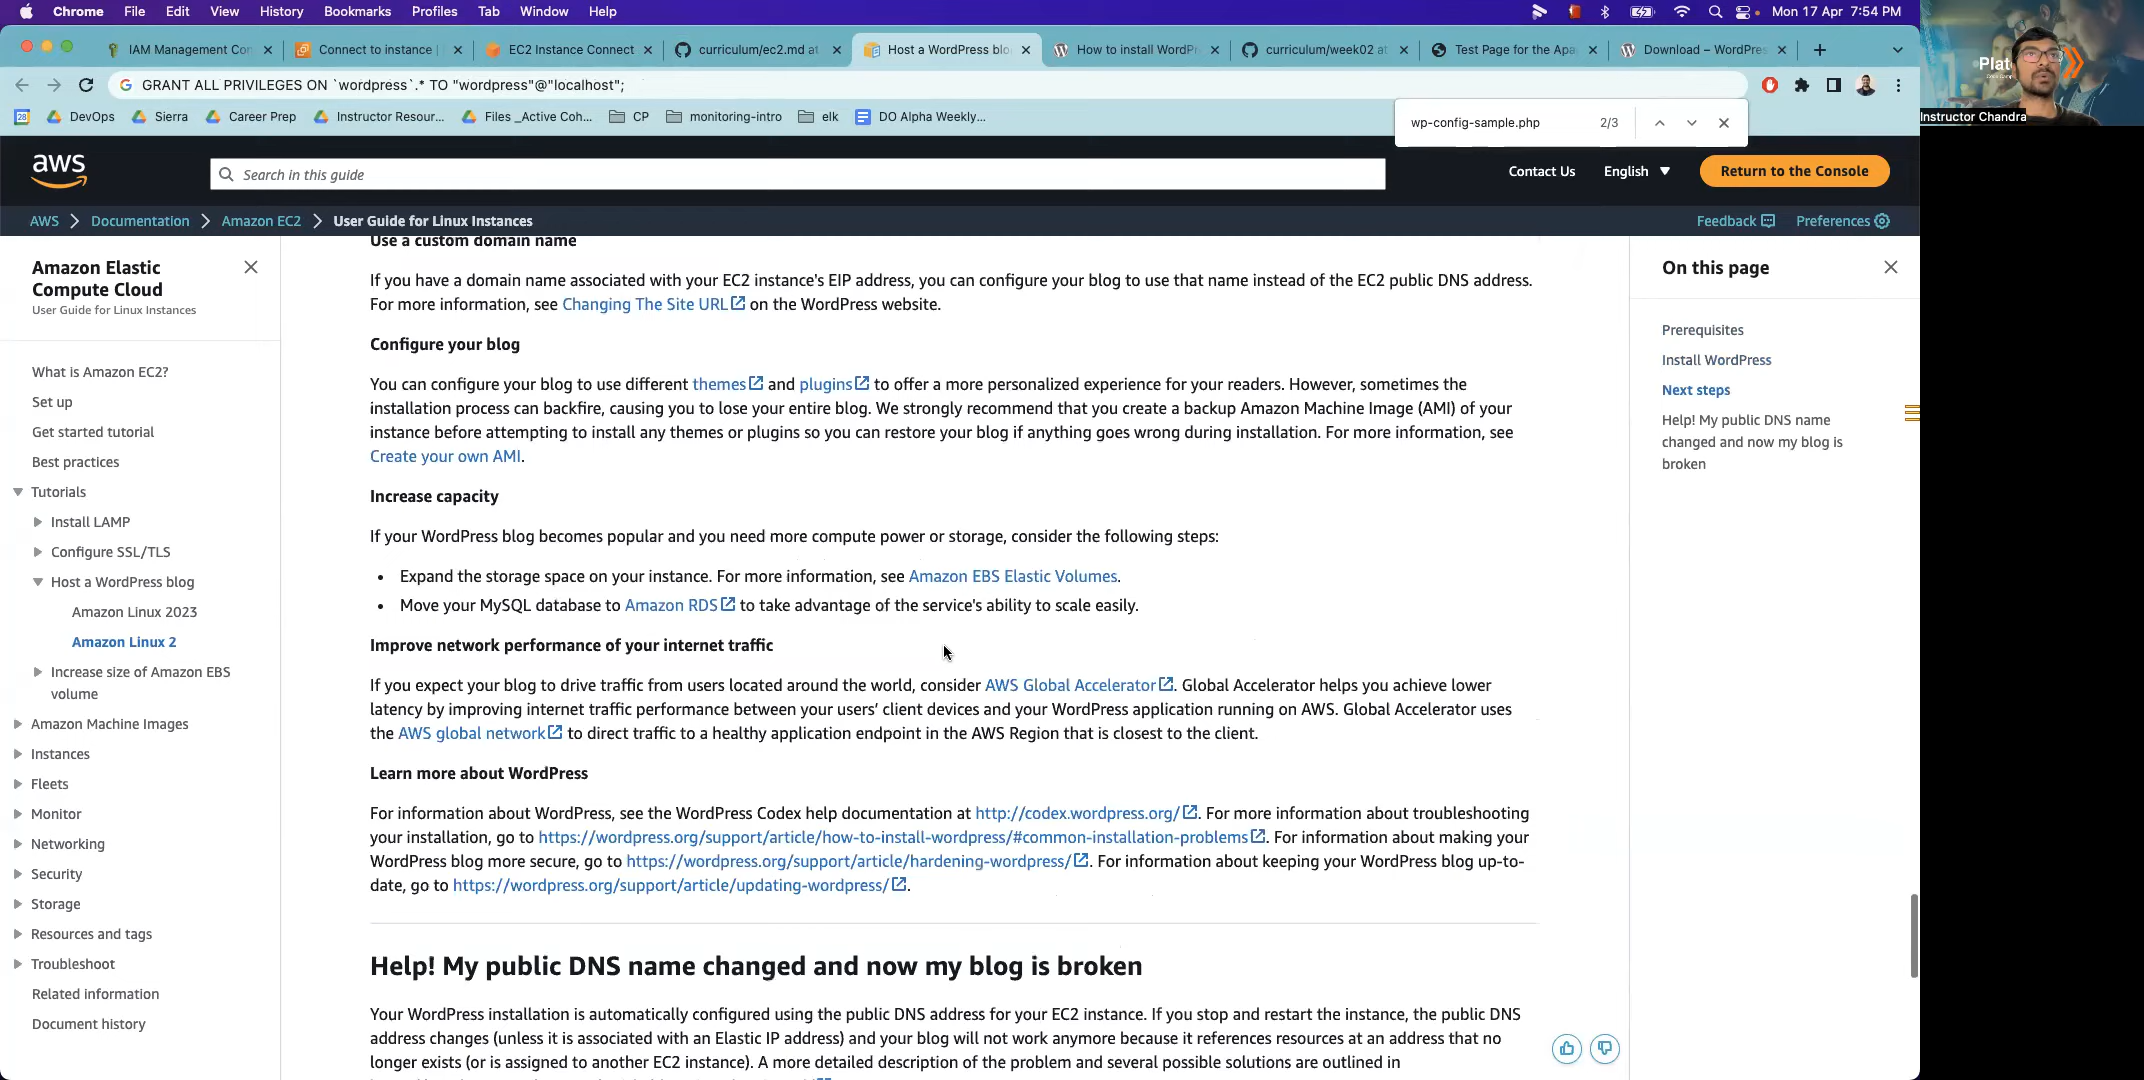 Chrome File Edit View History Bookmarks Profiles Tab Window Help Mon 17 Apr 7:54 PM
IAM Management Con Connect to instance | EC2 Instance Connect curriculum/ec2.md at Host a WordPress blo How to install WordPr curriculum/week02 at Test Page for the Apa Download – WordPres
GRANT ALL PRIVILEGES ON `wordpress`.* TO "wordpress"@"localhost";
28 DevOps Sierra Career Prep Instructor Resour... Files _Active Coh... CP monitoring-intro elk DO Alpha Weekly...
wp-config-sample.php 2/3
Instructor Chandra
aws Search in this guide Contact Us English Return to the Console
AWS Documentation Amazon EC2 User Guide for Linux Instances Feedback Preferences
Amazon Elastic
Compute Cloud
User Guide for Linux Instances
What is Amazon EC2?
Set up
Get started tutorial
Best practices
Tutorials
Install LAMP
Configure SSL/TLS
Host a WordPress blog
Amazon Linux 2023
Amazon Linux 2
Increase size of Amazon EBS
volume
Amazon Machine Images
Instances
Fleets
Monitor
Networking
Security
Storage
Resources and tags
Troubleshoot
Related information
Document history
Use a custom domain name
If you have a domain name associated with your EC2 instance's EIP address, you can configure your blog to use that name instead of the EC2 public DNS address.
For more information, see Changing The Site URL on the WordPress website.
Configure your blog
You can configure your blog to use different themes and plugins to offer a more personalized experience for your readers. However, sometimes the
installation process can backfire, causing you to lose your entire blog. We strongly recommend that you create a backup Amazon Machine Image (AMI) of your
instance before attempting to install any themes or plugins so you can restore your blog if anything goes wrong during installation. For more information, see
Create your own AMI.
Increase capacity
If your WordPress blog becomes popular and you need more compute power or storage, consider the following steps:
• Expand the storage space on your instance. For more information, see Amazon EBS Elastic Volumes.
• Move your MySQL database to Amazon RDS to take advantage of the service's ability to scale easily.
Improve network performance of your internet traffic
If you expect your blog to drive traffic from users located around the world, consider AWS Global Accelerator. Global Accelerator helps you achieve lower
latency by improving internet traffic performance between your users’ client devices and your WordPress application running on AWS. Global Accelerator uses
the AWS global network to direct traffic to a healthy application endpoint in the AWS Region that is closest to the client.
Learn more about WordPress
For information about WordPress, see the WordPress Codex help documentation at http://codex.wordpress.org/. For more information about troubleshooting
your installation, go to https://wordpress.org/support/article/how-to-install-wordpress/#common-installation-problems. For information about making your
WordPress blog more secure, go to https://wordpress.org/support/article/hardening-wordpress/. For information about keeping your WordPress blog up-to-
date, go to https://wordpress.org/support/article/updating-wordpress/.
Help! My public DNS name changed and now my blog is broken
Your WordPress installation is automatically configured using the public DNS address for your EC2 instance. If you stop and restart the instance, the public DNS
address changes (unless it is associated with an Elastic IP address) and your blog will not work anymore because it references resources at an address that no
longer exists (or is assigned to another EC2 instance). A more detailed description of the problem and several possible solutions are outlined in
On this page
Prerequisites
Install WordPress
Next steps
Help! My public DNS name
changed and now my blog is
broken